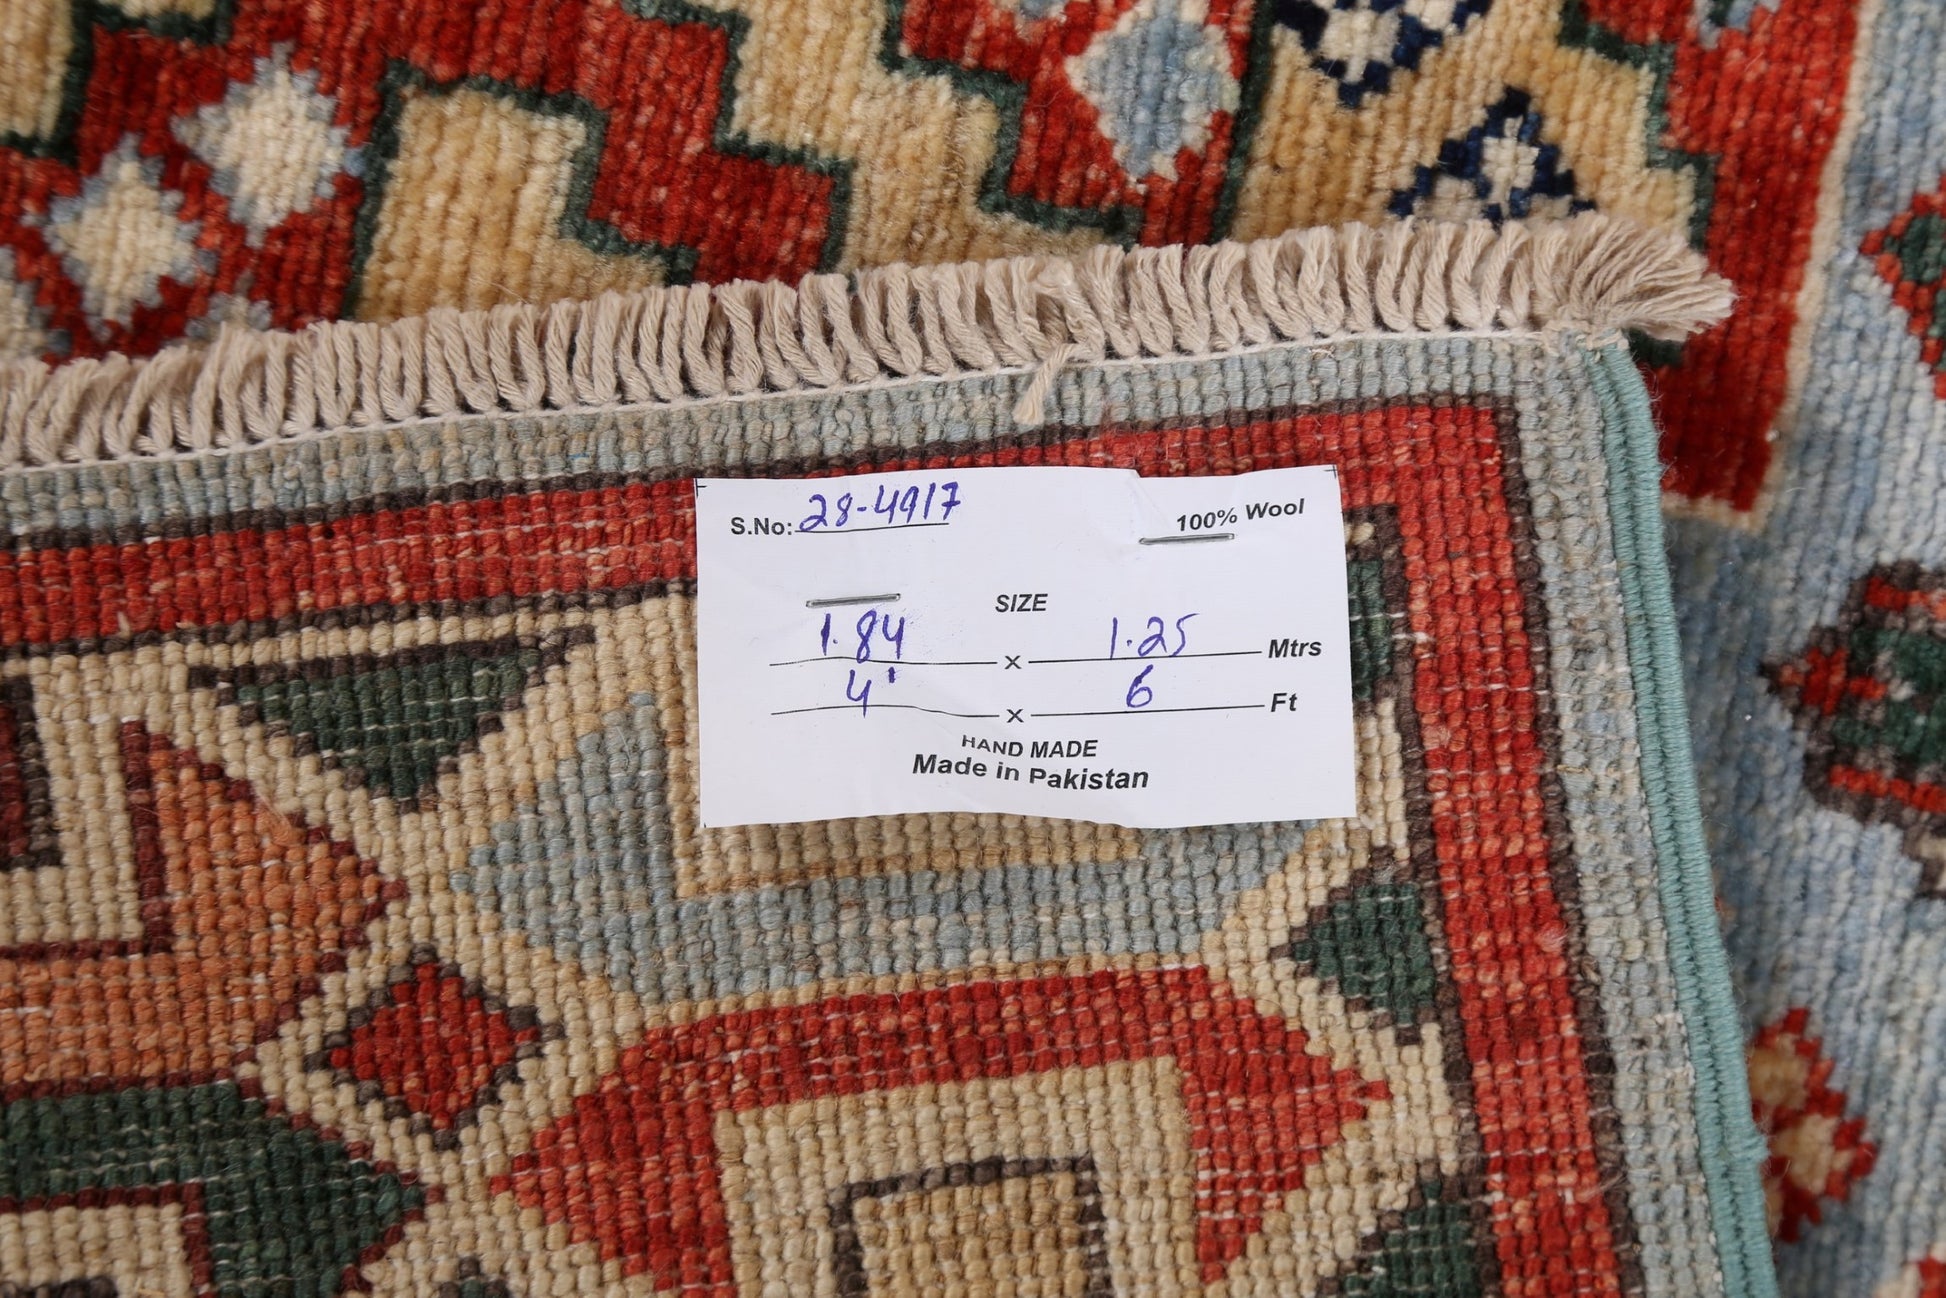 S.No: 28-4917 100% Wool
SIZE
1.84 x 1.25 Mtrs
4' x 6 Ft
HAND MADE
Made in Pakistan